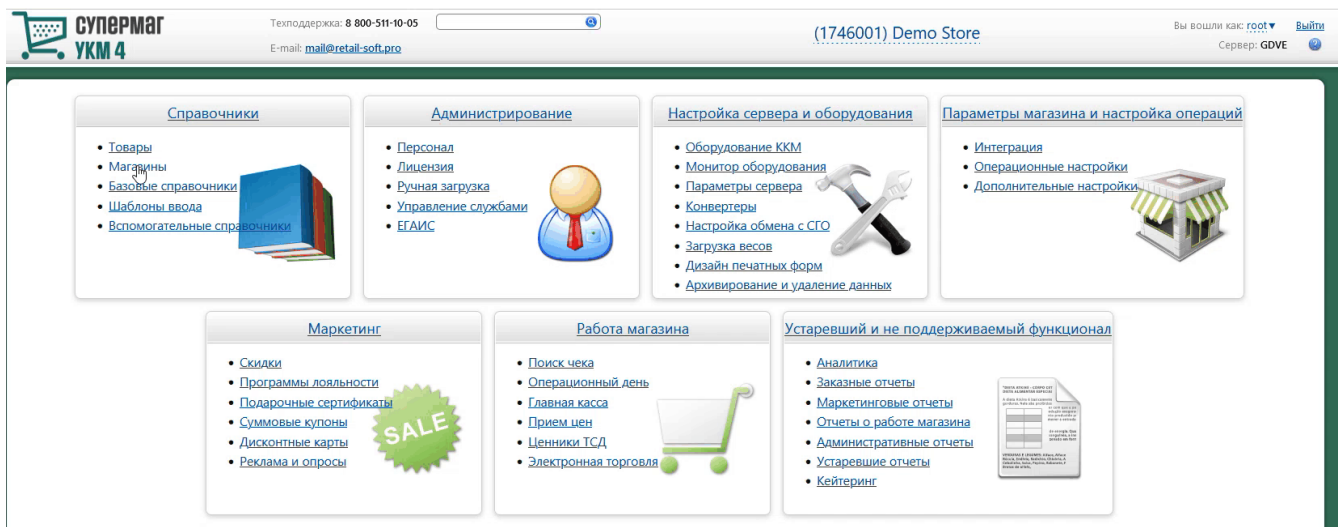 СУПЕРМАГ
УКМ 4
Техподдержка: 8 800-511-10-05
E-mail: mail@retail-soft.pro
(1746001) Demo Store
Вы вошли как: root▼ Выйти
Сервер: GDVE
Справочники
Товары
Магазины
Базовые справочники
Шаблоны ввода
Вспомогательные справочники
Администрирование
Персонал
Лицензия
Ручная загрузка
Управление службами
ЕГАИС
Настройка сервера и оборудования
Оборудование ККМ
Монитор оборудования
Параметры сервера
Конвертеры
Настройка обмена с СГО
Загрузка весов
Дизайн печатных форм
Архивирование и удаление данных
Параметры магазина и настройка операций
Интеграция
Операционные настройки
Дополнительные настройки
Маркетинг
Скидки
Программы лояльности
Подарочные сертификаты
Суммовые купоны
Дисконтные карты
Реклама и опросы
SALE
Работа магазина
Поиск чека
Операционный день
Главная касса
Прием цен
Ценники ТСД
Электронная торговля
Устаревший и не поддерживаемый функционал
Аналитика
Заказные отчеты
Маркетинговые отчеты
Отчеты о работе магазина
Административные отчеты
Устаревшие отчеты
Кейтеринг